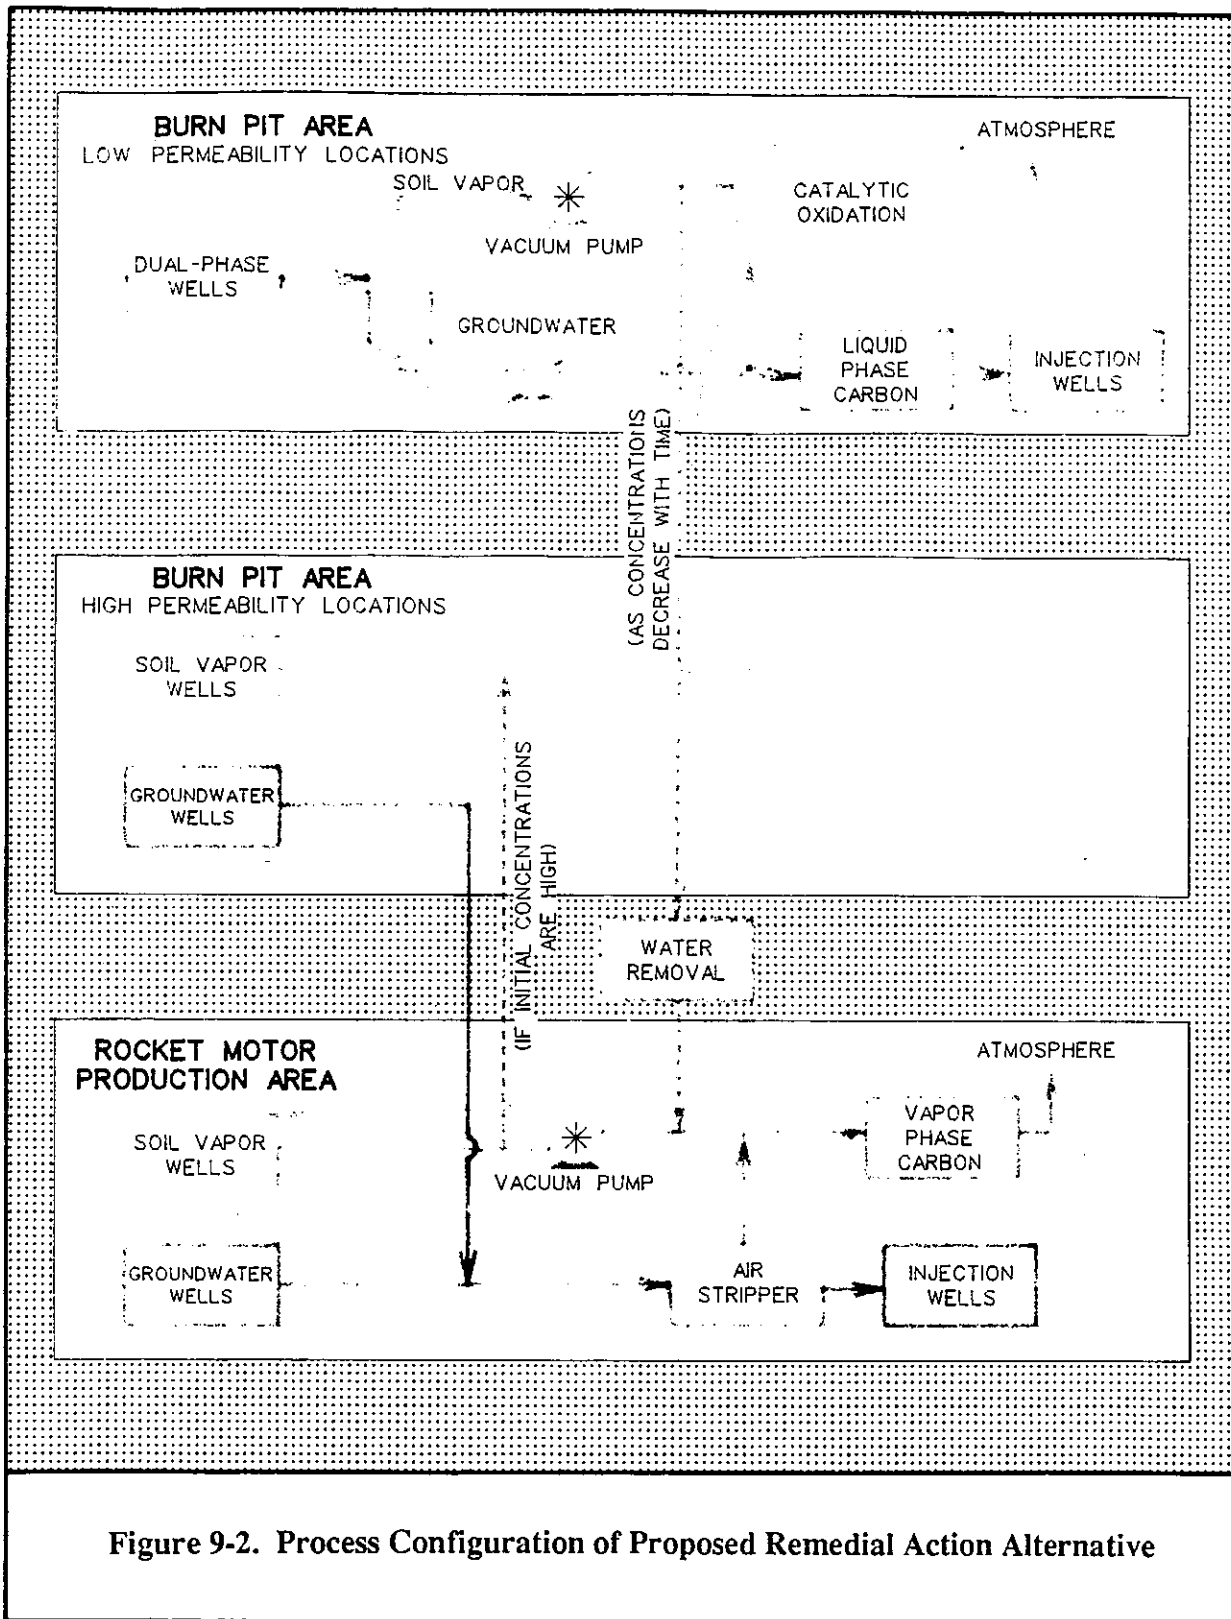 BURN PIT AREA
LOW PERMEABILITY LOCATIONS
ATMOSPHERE
SOIL VAPOR
CATALYTIC
OXIDATION
VACUUM PUMP
DUAL-PHASE
WELLS
GROUNDWATER
LIQUID
PHASE
CARBON
INJECTION
WELLS
(AS CONCENTRATIONS
DECREASE WITH TIME)
BURN PIT AREA
HIGH PERMEABILITY LOCATIONS
SOIL VAPOR
WELLS
GROUNDWATER
WELLS
(IF INITIAL CONCENTRATIONS
ARE HIGH)
WATER
REMOVAL
ROCKET MOTOR
PRODUCTION AREA
ATMOSPHERE
SOIL VAPOR
WELLS
VACUUM PUMP
VAPOR
PHASE
CARBON
GROUNDWATER
WELLS
AIR
STRIPPER
INJECTION
WELLS
Figure 9-2. Process Configuration of Proposed Remedial Action Alternative